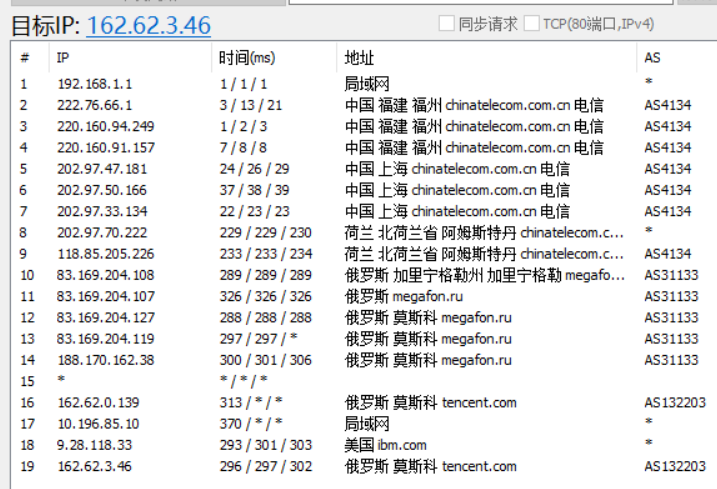 目标IP: 162.62.3.46 同步请求 TCP(80端口,IPv4)
# IP 时间(ms) 地址 AS
1 192.168.1.1 1 / 1 / 1 局域网 *
2 222.76.66.1 3 / 13 / 21 中国 福建 福州 chinatelecom.com.cn 电信 AS4134
3 220.160.94.249 1 / 2 / 3 中国 福建 福州 chinatelecom.com.cn 电信 AS4134
4 220.160.91.157 7 / 8 / 8 中国 福建 福州 chinatelecom.com.cn 电信 AS4134
5 202.97.47.181 24 / 26 / 29 中国 上海 chinatelecom.com.cn 电信 AS4134
6 202.97.50.166 37 / 38 / 39 中国 上海 chinatelecom.com.cn 电信 AS4134
7 202.97.33.134 22 / 23 / 23 中国 上海 chinatelecom.com.cn 电信 AS4134
8 202.97.70.222 229 / 229 / 230 荷兰 北荷兰省 阿姆斯特丹 chinatelecom.c... *
9 118.85.205.226 233 / 233 / 234 荷兰 北荷兰省 阿姆斯特丹 chinatelecom.c... AS4134
10 83.169.204.108 289 / 289 / 289 俄罗斯 加里宁格勒州 加里宁格勒 megafo... AS31133
11 83.169.204.107 326 / 326 / 326 俄罗斯 megafon.ru AS31133
12 83.169.204.127 288 / 288 / 288 俄罗斯 莫斯科 megafon.ru AS31133
13 83.169.204.119 297 / 297 / * 俄罗斯 莫斯科 megafon.ru AS31133
14 188.170.162.38 300 / 301 / 306 俄罗斯 莫斯科 megafon.ru AS31133
15 * * / * / *
16 162.62.0.139 313 / * / * 俄罗斯 莫斯科 tencent.com AS132203
17 10.196.85.10 370 / * / * 局域网 *
18 9.28.118.33 293 / 301 / 303 美国 ibm.com *
19 162.62.3.46 296 / 297 / 302 俄罗斯 莫斯科 tencent.com AS132203